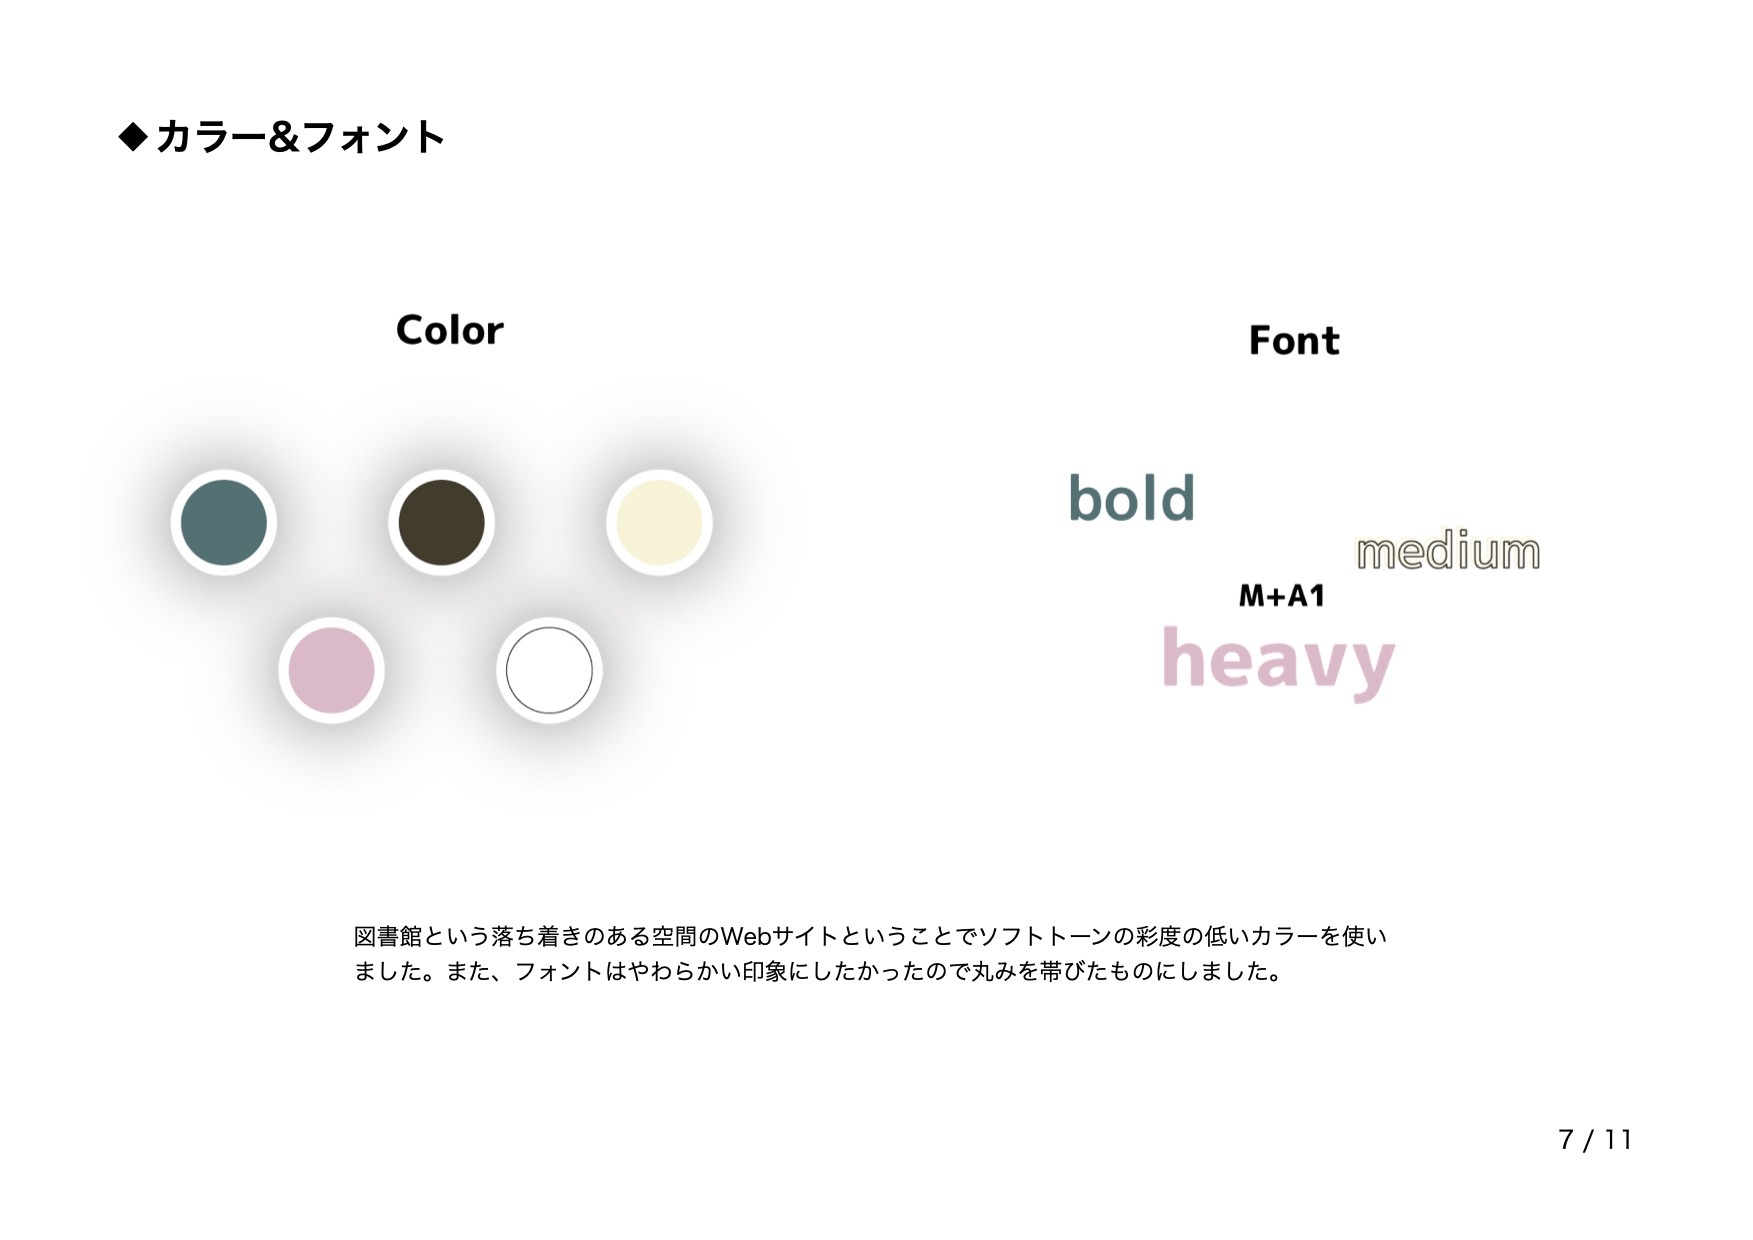 ◆ カラー&フォント
Color
Font
bold
medium
M+A1
heavy
図書館という落ち着きのある空間のWebサイトということでソフトトーンの彩度の低いカラーを使い
ました。また、フォントはやわらかい印象にしたかったので丸みを帯びたものにしました。
7 / 11